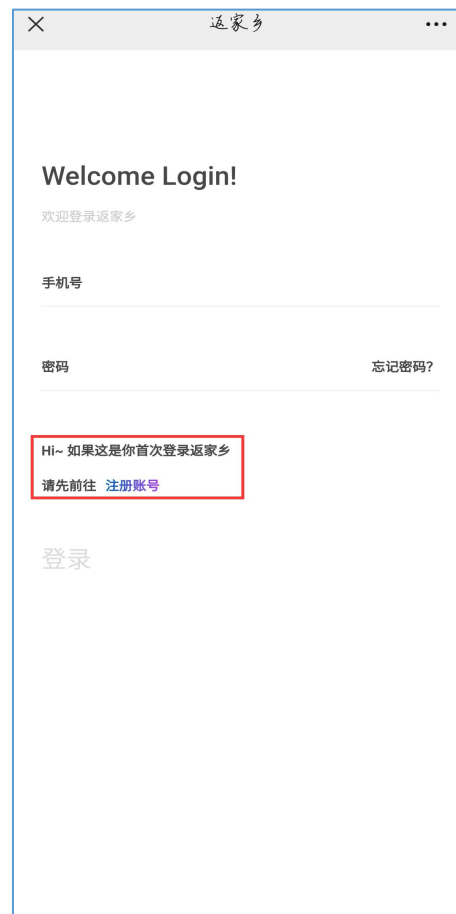 返家乡
Welcome Login!
欢迎登录返家乡
手机号
密码 忘记密码?
Hi~ 如果这是你首次登录返家乡
请先前往 注册账号
登录